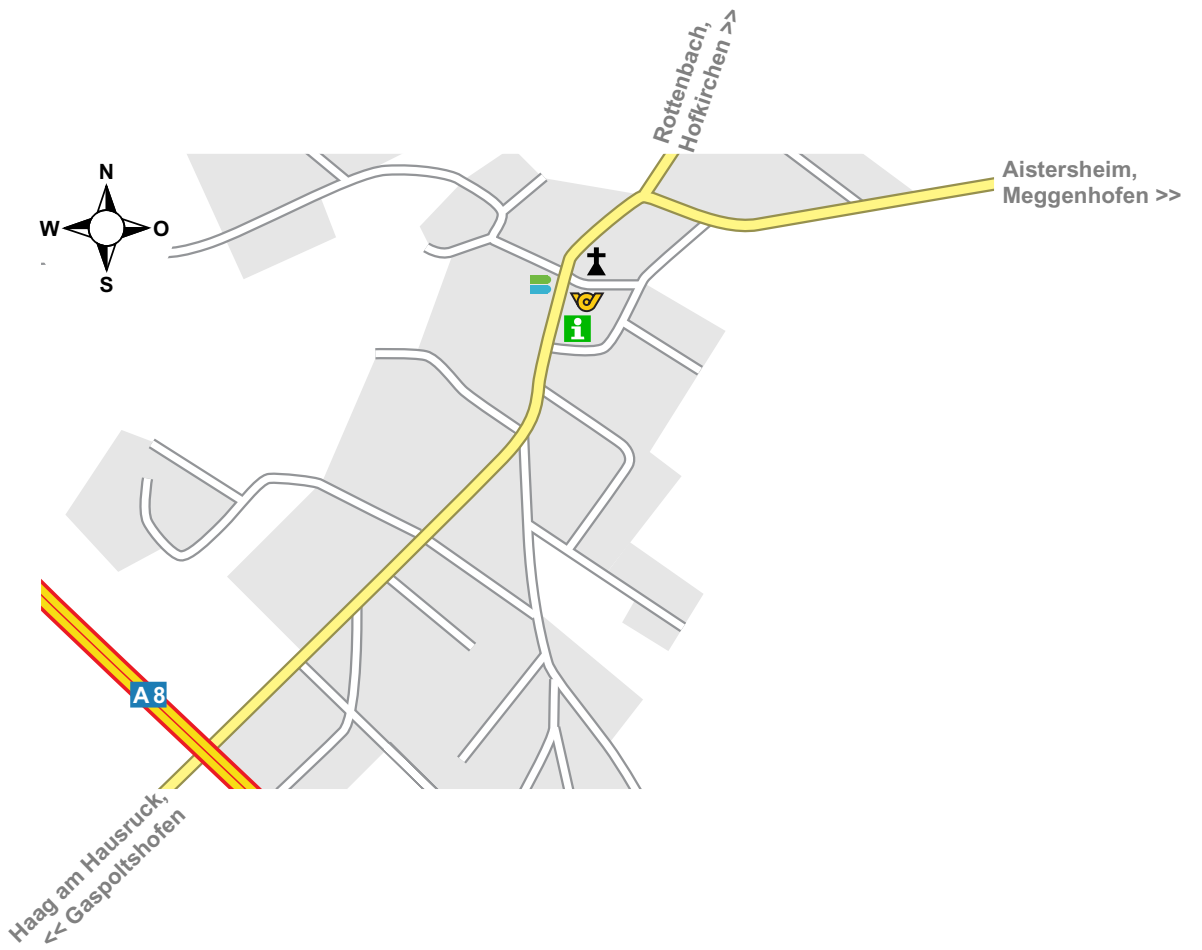 Rottenbach,
Hofkirchen >>
Aistersheim,
Meggenhofen >>
N
W
O
S
i
A 8
Haag am Hausruck,
<< Gaspoltshofen